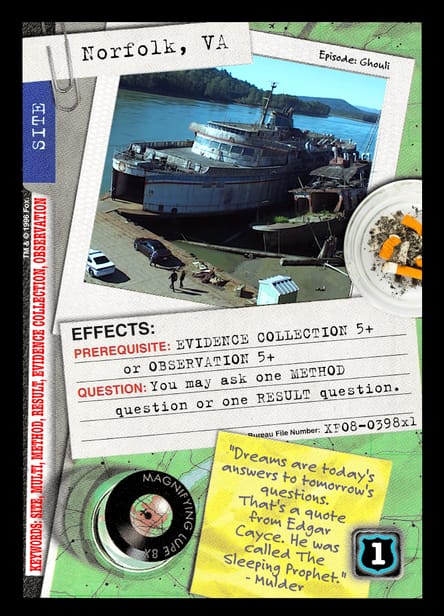 Norfolk, VA
Episode: Ghouli
SITE
TM & © 1996 Fox.
KEYWORDS: SITE, MULTI, METHOD, RESULT, EVIDENCE COLLECTION, OBSERVATION
EFFECTS:
PREREQUISITE: EVIDENCE COLLECTION 5+
or OBSERVATION 5+
QUESTION: You may ask one METHOD
question or one RESULT question.
Bureau File Number: XF08-0398x1
MAGNIFYING LUPE 8X
"Dreams are today's
answers to tomorrow's
questions.
That's a quote
from Edgar
Cayce. He was
called The
Sleeping Prophet."
- Mulder
1